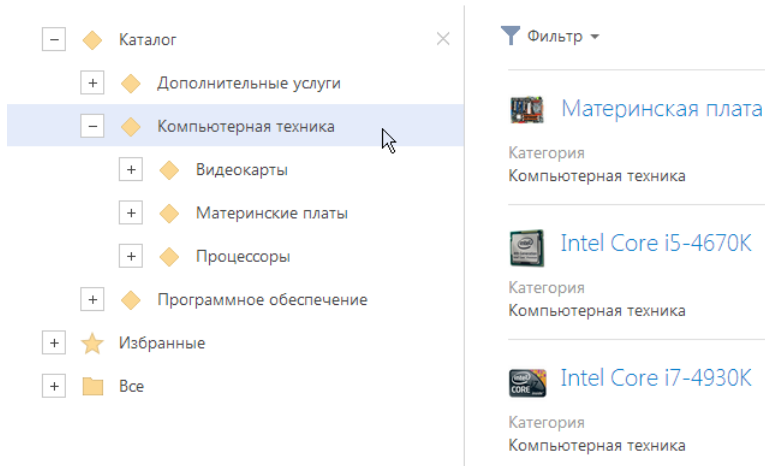 Каталог
Дополнительные услуги
Компьютерная техника
Видеокарты
Материнские платы
Процессоры
Программное обеспечение
Избранные
Все
Фильтр
Материнская плата
Категория
Компьютерная техника
Intel Core i5-4670K
Категория
Компьютерная техника
Intel Core i7-4930K
Категория
Компьютерная техника